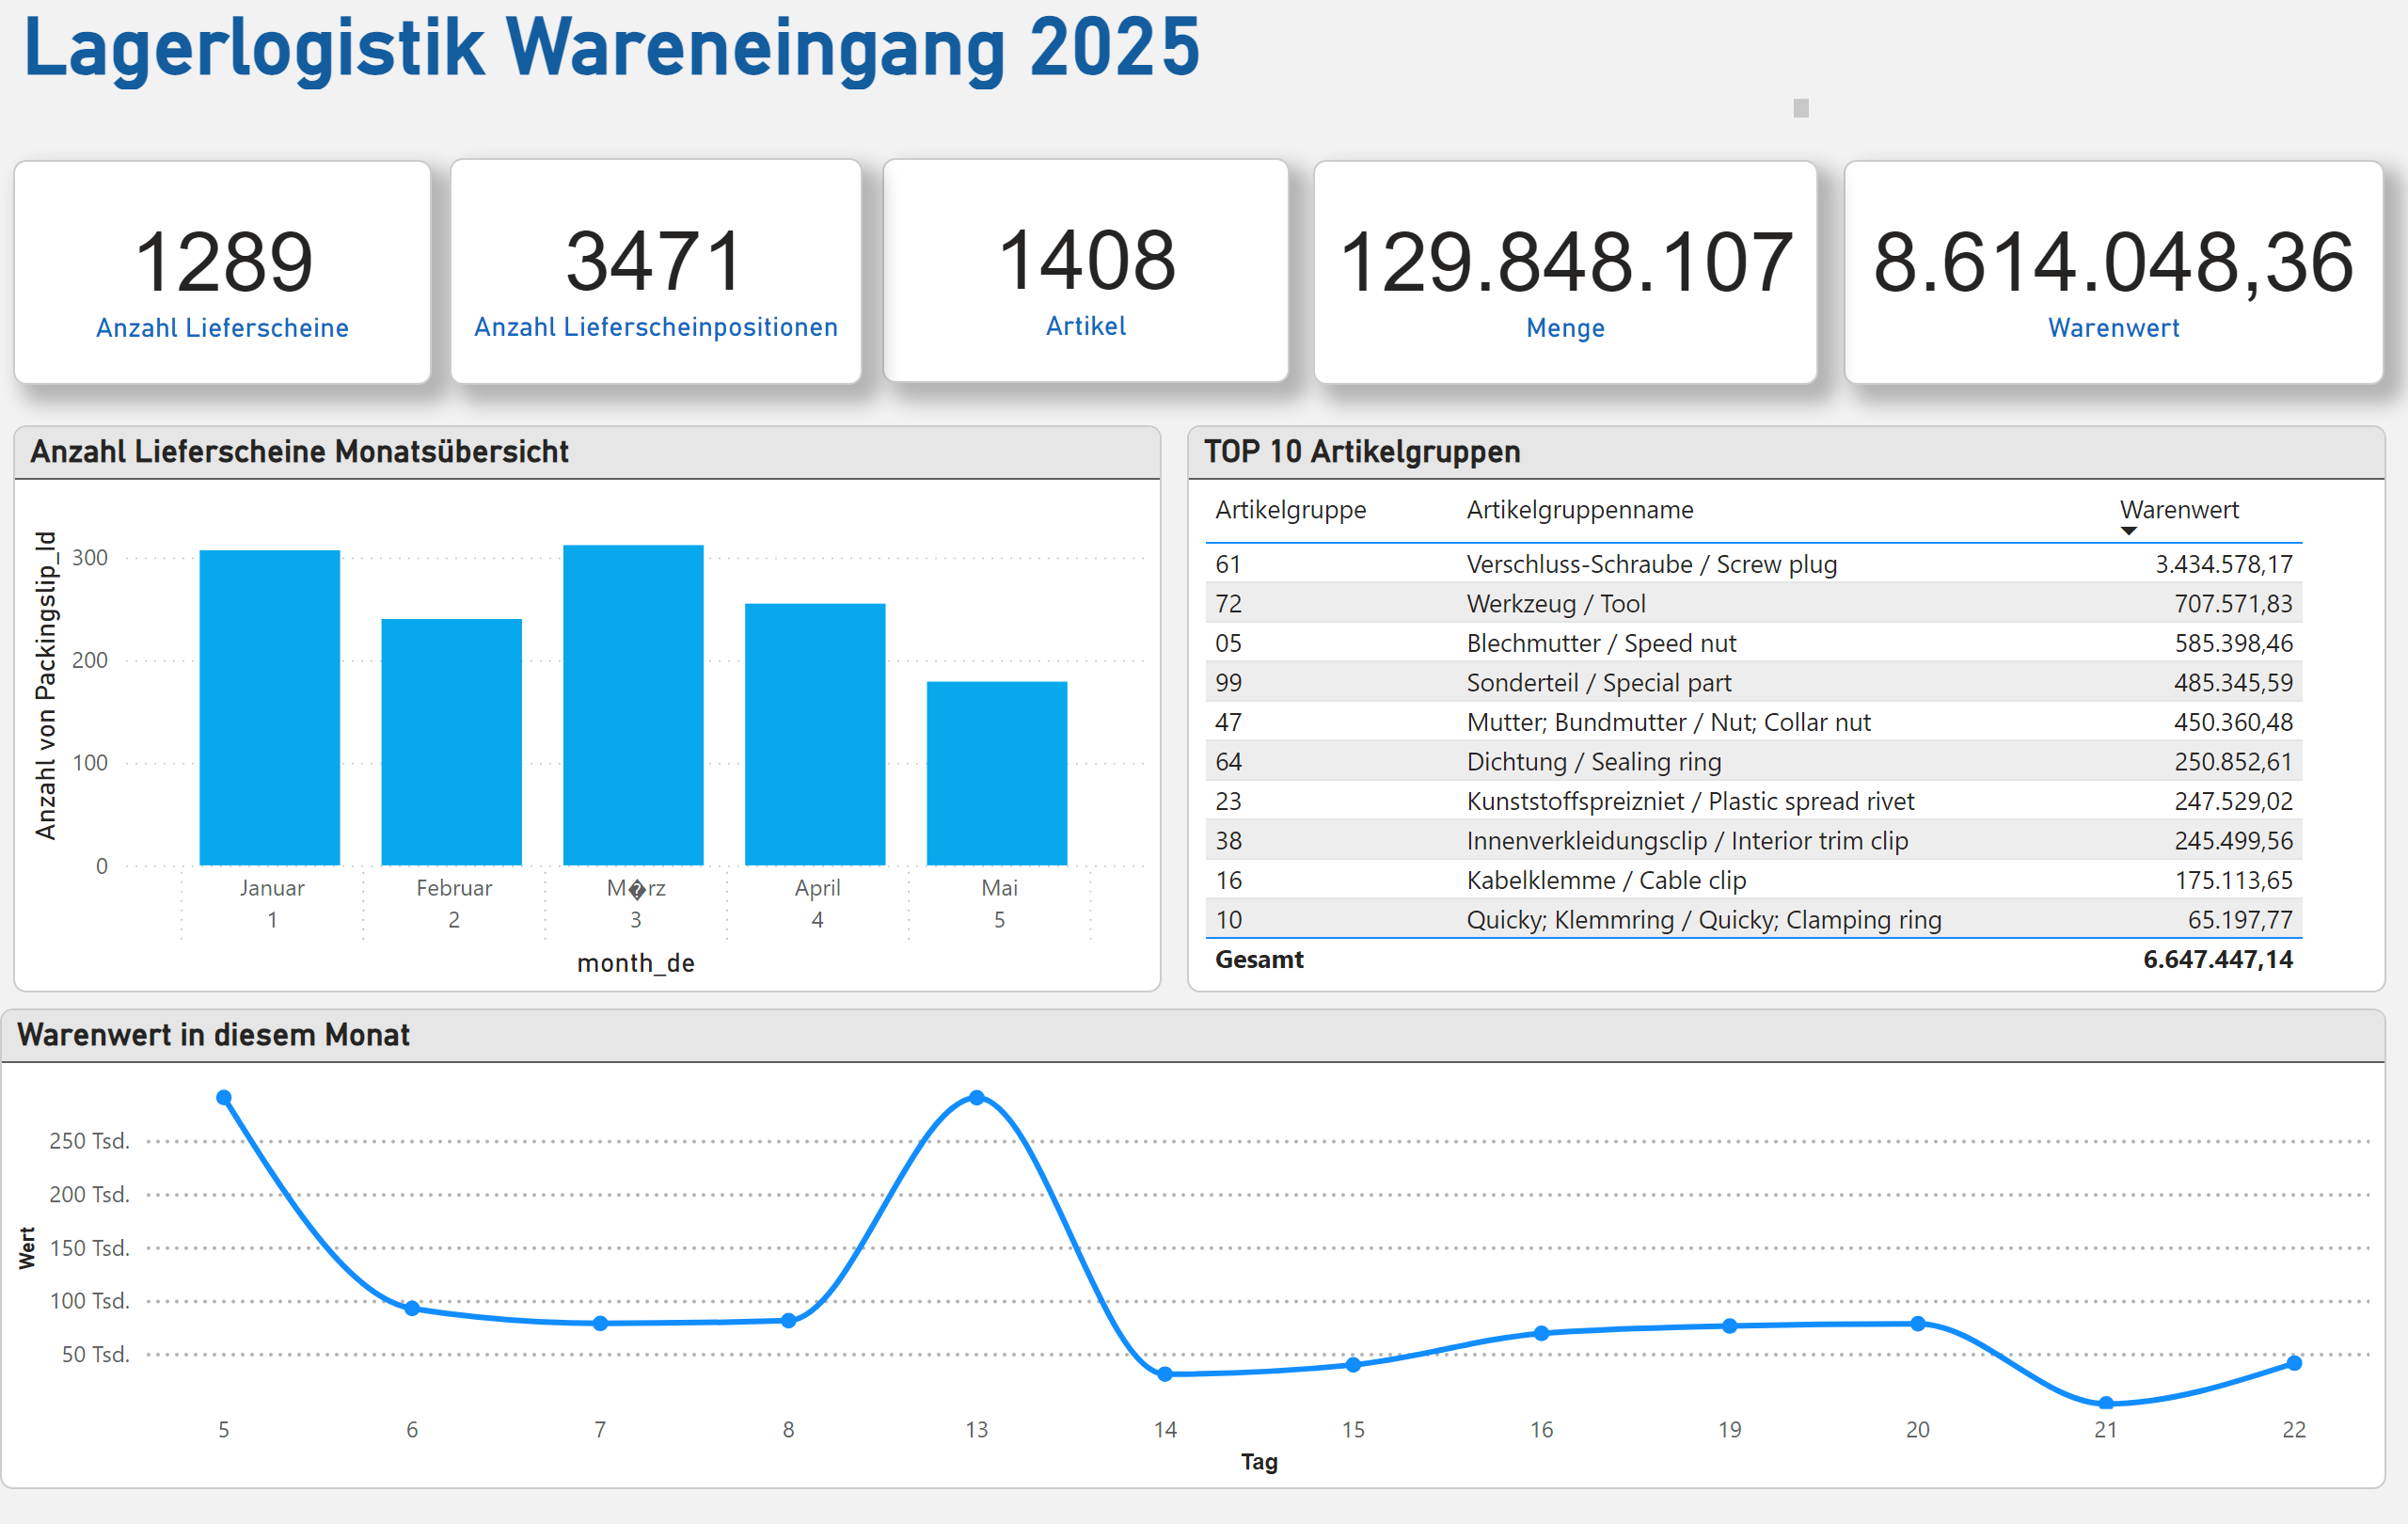 Lagerlogistik Wareneingang 2025
1289
Anzahl Lieferscheine
3471
Anzahl Lieferscheinpositionen
1408
Artikel
129.848.107
Menge
8.614.048,36
Warenwert
Anzahl Lieferscheine Monatsübersicht
Anzahl von Packingslip_Id
300
200
100
0
Januar Februar M�rz April Mai
1 2 3 4 5
month_de
TOP 10 Artikelgruppen
Artikelgruppe Artikelgruppenname Warenwert
61 Verschluss-Schraube / Screw plug 3.434.578,17
72 Werkzeug / Tool 707.571,83
05 Blechmutter / Speed nut 585.398,46
99 Sonderteil / Special part 485.345,59
47 Mutter; Bundmutter / Nut; Collar nut 450.360,48
64 Dichtung / Sealing ring 250.852,61
23 Kunststoffspreizniet / Plastic spread rivet 247.529,02
38 Innenverkleidungsclip / Interior trim clip 245.499,56
16 Kabelklemme / Cable clip 175.113,65
10 Quicky; Klemmring / Quicky; Clamping ring 65.197,77
Gesamt 6.647.447,14
Warenwert in diesem Monat
Wert
250 Tsd.
200 Tsd.
150 Tsd.
100 Tsd.
50 Tsd.
5 6 7 8 13 14 15 16 19 20 21 22
Tag